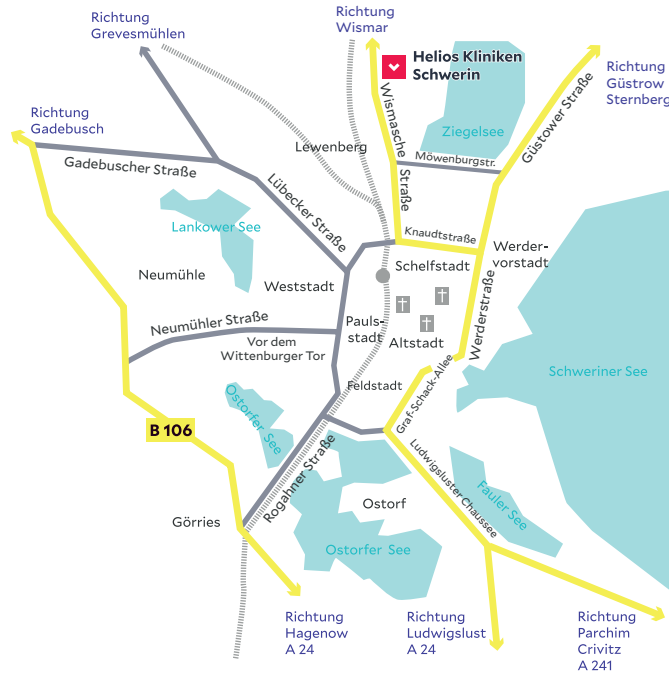 Richtung
Grevesmühlen
Richtung
Wismar
Helios Kliniken
Schwerin
Richtung
Güstrow
Sternberg
Richtung
Gadebusch
Wismasche
Straße
Ziegelsee
Güstower Straße
Lewenberg
Möwenburgstr.
Gadebuscher Straße
Lübecker Straße
Lankower See
Knaudtstraße
Werder-
vorstadt
Schelfstadt
Neumühle
Weststadt
Werderstraße
Neumühler Straße
Pauls-
stadt
Altstadt
Vor dem
Wittenburger Tor
Graf-Schack-Allee
Schweriner See
Feldstadt
Ostorfer See
B 106
Rogahner Straße
Ludwigsluster Chaussee
Fauler See
Ostorf
Görries
Ostorfer See
Richtung
Hagenow
A 24
Richtung
Ludwigslust
A 24
Richtung
Parchim
Crivitz
A 241